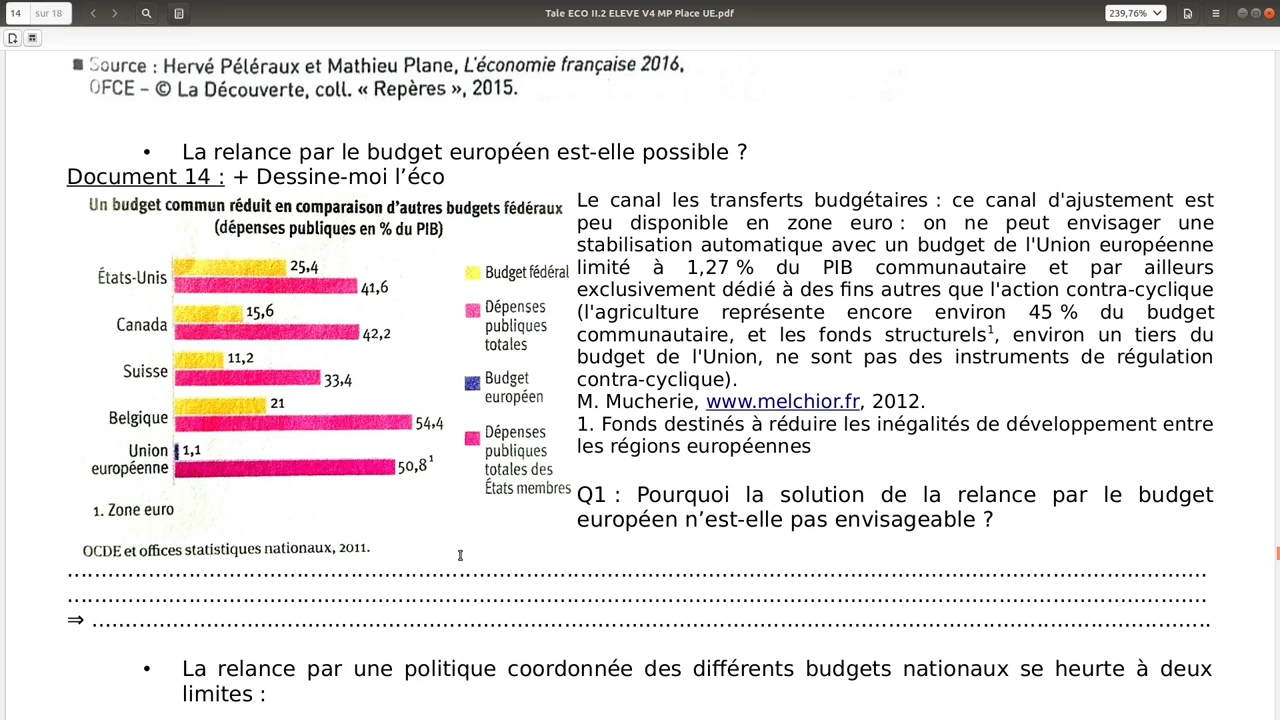 14 sur 18
Tale ECO II.2 ELEVE V4 MP Place UE.pdf
239,76%
Source : Hervé Péléraux et Mathieu Plane, L'économie française 2016,
OFCE – © La Découverte, coll. « Repères », 2015.
• La relance par le budget européen est-elle possible ?
Document 14 : + Dessine-moi l’éco
Un budget commun réduit en comparaison d'autres budgets fédéraux
(dépenses publiques en % du PIB)
États-Unis
25,4
41,6
Canada
15,6
42,2
Suisse
11,2
33,4
Belgique
21
54,4
Union
européenne
1,1
50,8¹
Budget fédéral
Dépenses
publiques
totales
Budget
européen
Dépenses
publiques
totales des
États membres
1. Zone euro
OCDE et offices statistiques nationaux, 2011.
Le canal les transferts budgétaires : ce canal d'ajustement est
peu disponible en zone euro : on ne peut envisager une
stabilisation automatique avec un budget de l'Union européenne
limité à 1,27 % du PIB communautaire et par ailleurs
exclusivement dédié à des fins autres que l'action contra-cyclique
(l'agriculture représente encore environ 45 % du budget
communautaire, et les fonds structurels¹, environ un tiers du
budget de l'Union, ne sont pas des instruments de régulation
contra-cyclique).
M. Mucherie, www.melchior.fr, 2012.
1. Fonds destinés à réduire les inégalités de développement entre
les régions européennes
Q1 : Pourquoi la solution de la relance par le budget
européen n’est-elle pas envisageable ?
⇒
• La relance par une politique coordonnée des différents budgets nationaux se heurte à deux
limites :